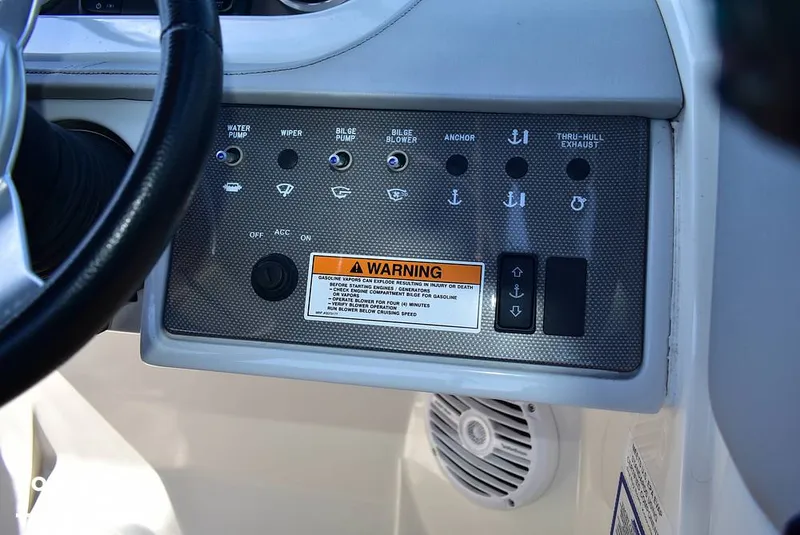 WATER
PUMP
WIPER
BILGE
PUMP
BILGE
BLOWER
ANCHOR
THRU-HULL
EXHAUST
OFF ACC ON
WARNING
GASOLINE VAPORS CAN EXPLODE RESULTING IN INJURY OR DEATH
BEFORE STARTING ENGINES / GENERATORS
- CHECK ENGINE COMPARTMENT BILGE FOR GASOLINE
OR VAPORS
- OPERATE BLOWER FOR FOUR (4) MINUTES
- VERIFY BLOWER OPERATION
RUN BLOWER BELOW CRUISING SPEED